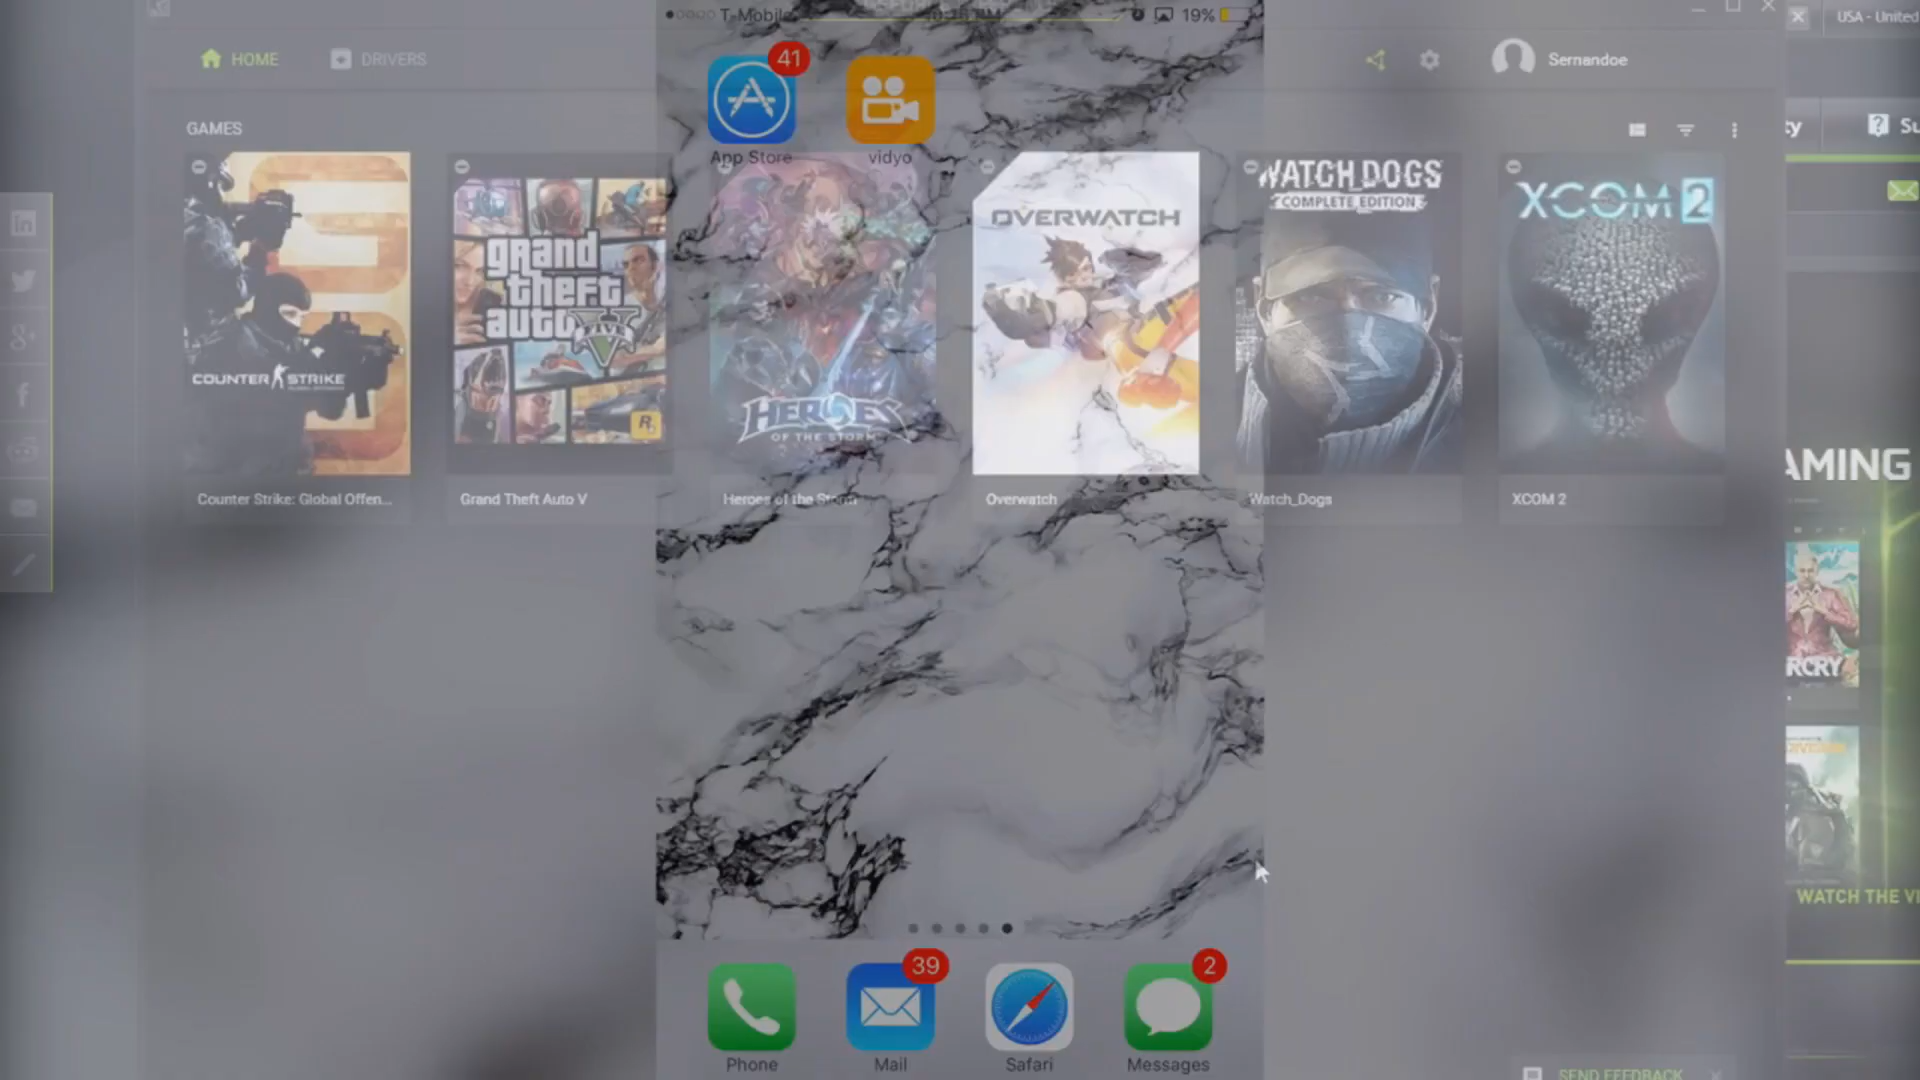 T-Mobile
19%
USA - United
HOME
DRIVERS
Sernandoe
41
GAMES
App Store
vidyo
COUNTER STRIKE
grand
theft
auto
FIVE
HEROES
OF THE STORM
OVERWATCH
WATCH DOGS
COMPLETE EDITION
XCOM 2
Counter Strike: Global Offen...
Grand Theft Auto V
Heroes of the Storm
Overwatch
Watch_Dogs
XCOM 2
AMING
RCRY
WATCH THE VI
39
2
Phone
Mail
Safari
Messages
SEND FEEDBACK